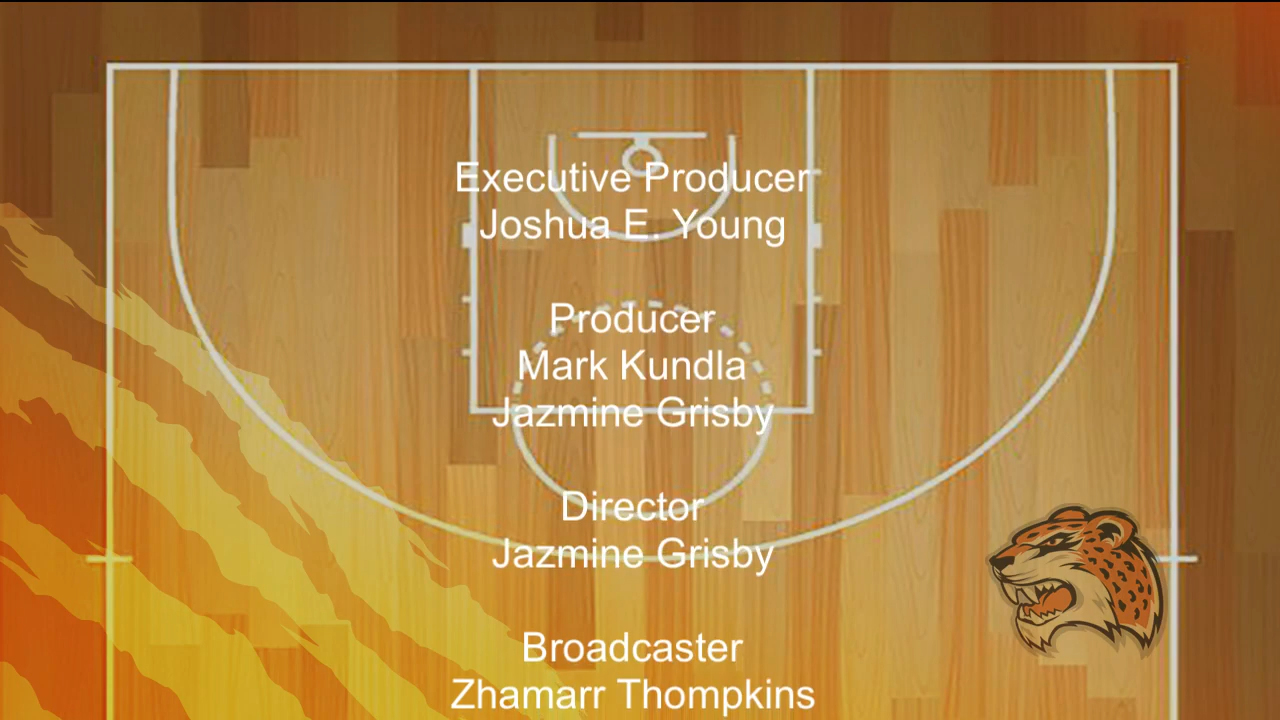 Executive Producer
Joshua E. Young
Producer
Mark Kundla
Jazmine Grisby
Director
Jazmine Grisby
Broadcaster
Zhamarr Thompkins